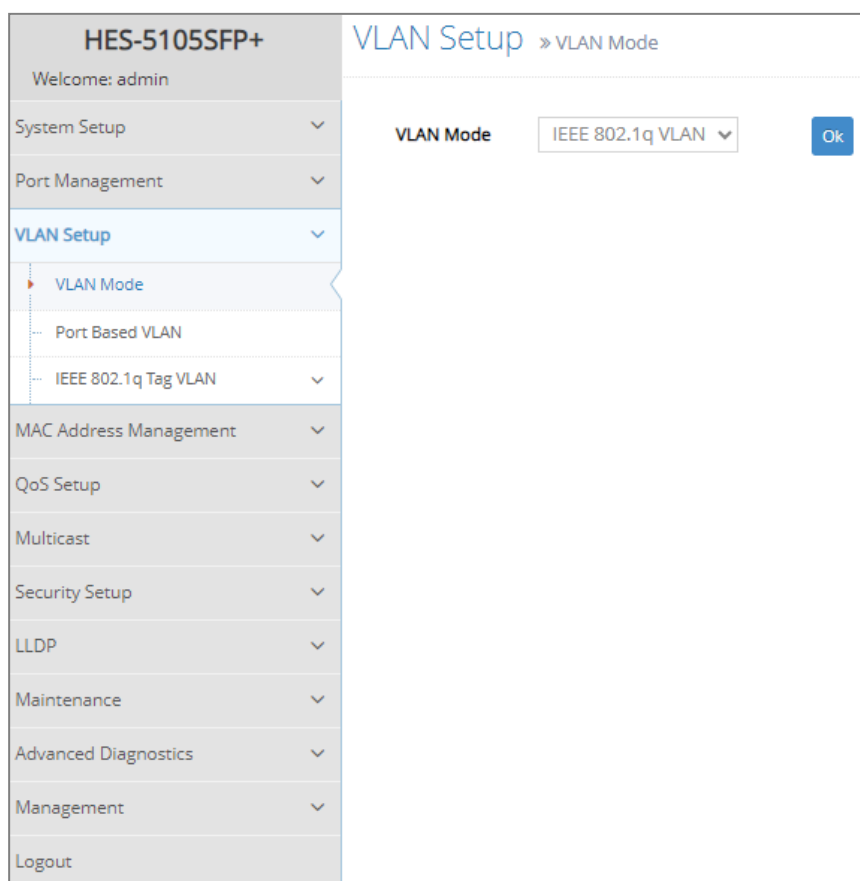 HES-5105SFP+
Welcome: admin
System Setup
Port Management
VLAN Setup
VLAN Mode
Port Based VLAN
IEEE 802.1q Tag VLAN
MAC Address Management
QoS Setup
Multicast
Security Setup
LLDP
Maintenance
Advanced Diagnostics
Management
Logout
VLAN Setup » VLAN Mode
VLAN Mode IEEE 802.1q VLAN Ok